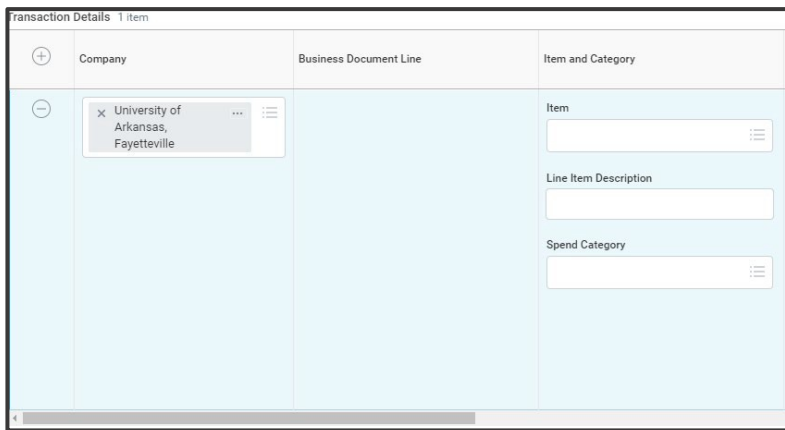 Transaction Details 1 item
Company
Business Document Line
Item and Category
University of
Arkansas,
Fayetteville
Item
Line Item Description
Spend Category